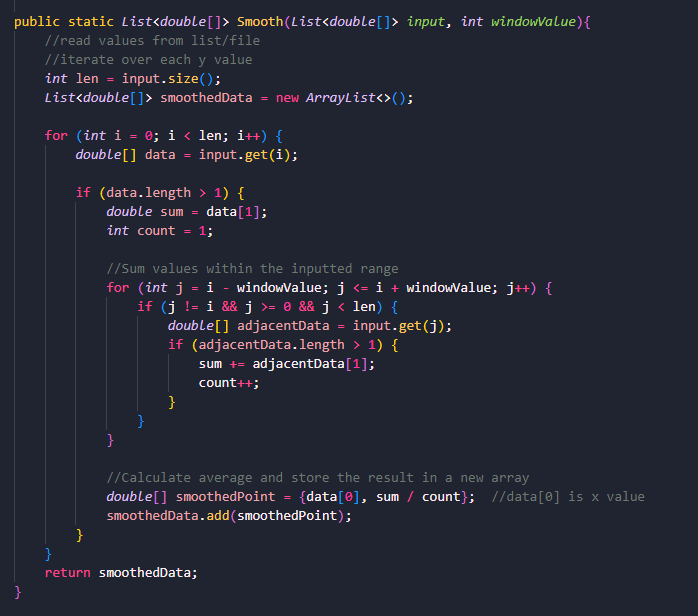 public static List<double[]> Smooth(List<double[]> input, int windowValue){
    //read values from list/file
    //iterate over each y value
    int len = input.size();
    List<double[]> smoothedData = new ArrayList<>();

    for (int i = 0; i < len; i++) {
        double[] data = input.get(i);

        if (data.length > 1) {
            double sum = data[1];
            int count = 1;

            //Sum values within the inputted range
            for (int j = i - windowValue; j <= i + windowValue; j++) {
                if (j != i && j >= 0 && j < len) {
                    double[] adjacentData = input.get(j);
                    if (adjacentData.length > 1) {
                        sum += adjacentData[1];
                        count++;
                    }
                }
            }

            //Calculate average and store the result in a new array
            double[] smoothedPoint = {data[0], sum / count};  //data[0] is x value
            smoothedData.add(smoothedPoint);
        }
    }
    return smoothedData;
}